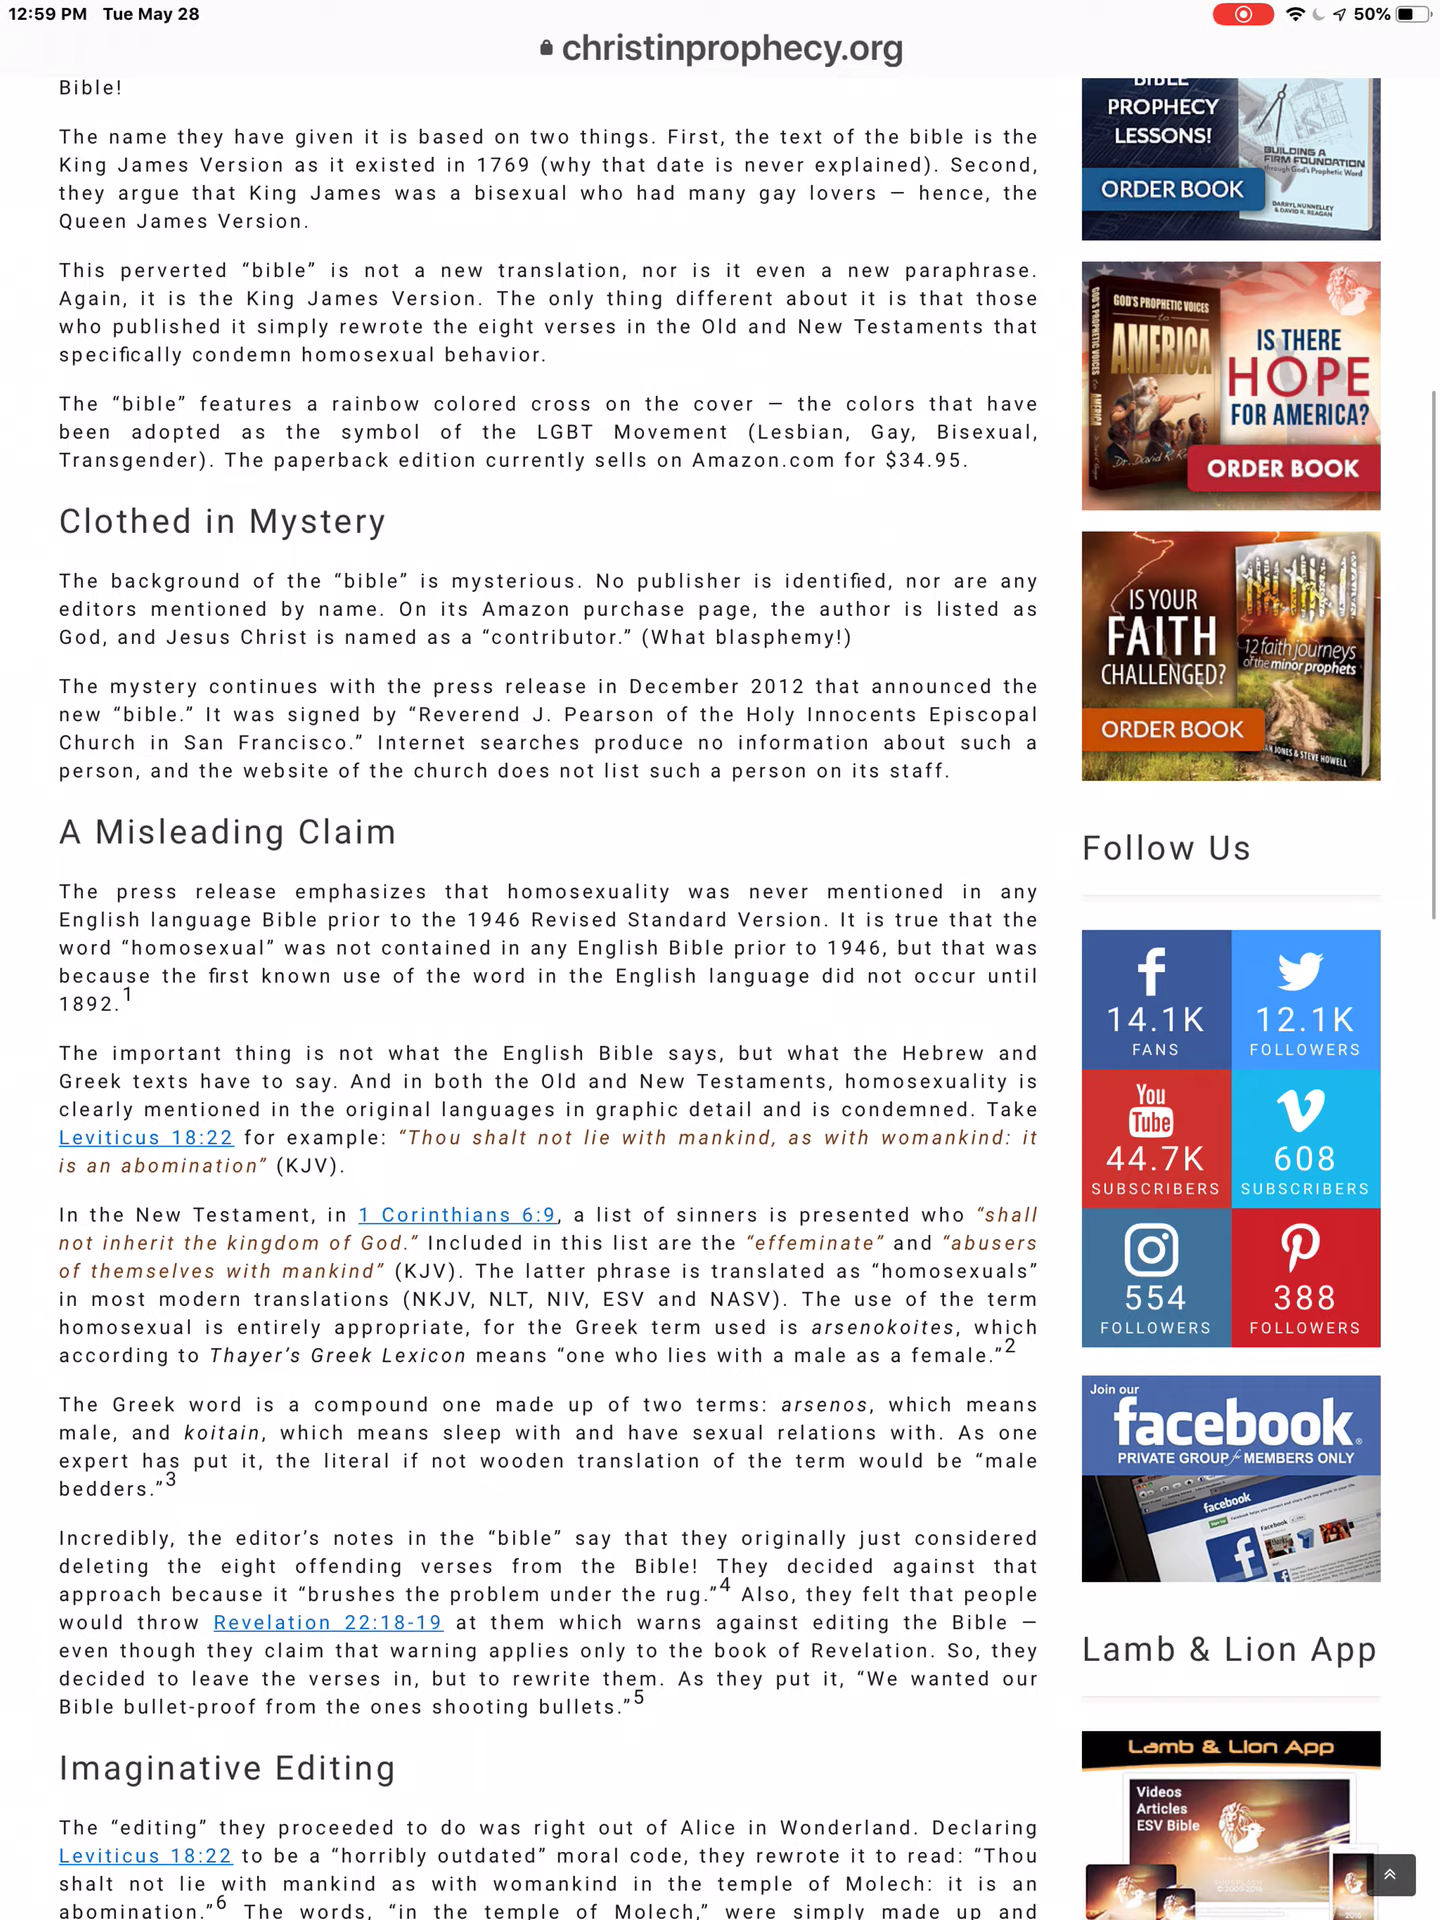 12:59 PM Tue May 28
50%
christinprophecy.org
Bible!
The name they have given it is based on two things. First, the text of the bible is the
King James Version as it existed in 1769 (why that date is never explained). Second,
they argue that King James was a bisexual who had many gay lovers — hence, the
Queen James Version.
This perverted “bible” is not a new translation, nor is it even a new paraphrase.
Again, it is the King James Version. The only thing different about it is that those
who published it simply rewrote the eight verses in the Old and New Testaments that
specifically condemn homosexual behavior.
The “bible” features a rainbow colored cross on the cover — the colors that have
been adopted as the symbol of the LGBT Movement (Lesbian, Gay, Bisexual,
Transgender). The paperback edition currently sells on Amazon.com for $34.95.
Clothed in Mystery
The background of the “bible” is mysterious. No publisher is identified, nor are any
editors mentioned by name. On its Amazon purchase page, the author is listed as
God, and Jesus Christ is named as a “contributor.” (What blasphemy!)
The mystery continues with the press release in December 2012 that announced the
new “bible.” It was signed by “Reverend J. Pearson of the Holy Innocents Episcopal
Church in San Francisco.” Internet searches produce no information about such a
person, and the website of the church does not list such a person on its staff.
A Misleading Claim
The press release emphasizes that homosexuality was never mentioned in any
English language Bible prior to the 1946 Revised Standard Version. It is true that the
word “homosexual” was not contained in any English Bible prior to 1946, but that was
because the first known use of the word in the English language did not occur until
1892.1
The important thing is not what the English Bible says, but what the Hebrew and
Greek texts have to say. And in both the Old and New Testaments, homosexuality is
clearly mentioned in the original languages in graphic detail and is condemned. Take
Leviticus 18:22 for example: “Thou shalt not lie with mankind, as with womankind: it
is an abomination” (KJV).
In the New Testament, in 1 Corinthians 6:9, a list of sinners is presented who “shall
not inherit the kingdom of God.” Included in this list are the “effeminate” and “abusers
of themselves with mankind” (KJV). The latter phrase is translated as “homosexuals”
in most modern translations (NKJV, NLT, NIV, ESV and NASV). The use of the term
homosexual is entirely appropriate, for the Greek term used is arsenokoites, which
according to Thayer’s Greek Lexicon means “one who lies with a male as a female.”2
The Greek word is a compound one made up of two terms: arsenos, which means
male, and koitain, which means sleep with and have sexual relations with. As one
expert has put it, the literal if not wooden translation of the term would be “male
bedders.”3
Incredibly, the editor’s notes in the “bible” say that they originally just considered
deleting the eight offending verses from the Bible! They decided against that
approach because it “brushes the problem under the rug.”4 Also, they felt that people
would throw Revelation 22:18-19 at them which warns against editing the Bible —
even though they claim that warning applies only to the book of Revelation. So, they
decided to leave the verses in, but to rewrite them. As they put it, “We wanted our
Bible bullet-proof from the ones shooting bullets.”5
Imaginative Editing
The “editing” they proceeded to do was right out of Alice in Wonderland. Declaring
Leviticus 18:22 to be a “horribly outdated” moral code, they rewrote it to read: “Thou
shalt not lie with mankind as with womankind in the temple of Molech: it is an
abomination.”6 The words, “in the temple of Molech,” were simply made up and
BIBLE
PROPHECY
LESSONS!
ORDER BOOK
BUILDING A
FIRM FOUNDATION
through God's Prophetic Word
DARRYL NUNNELLEY
& DAVID R. REAGAN
GOD'S PROPHETIC VOICES
to
AMERICA
IS THERE
HOPE
FOR AMERICA?
ORDER BOOK
IS YOUR
FAITH
CHALLENGED?
12 faith journeys
of the minor prophets
ORDER BOOK
JONES & STEVE HOWELL
Follow Us
14.1K
FANS
12.1K
FOLLOWERS
You
Tube
44.7K
SUBSCRIBERS
608
SUBSCRIBERS
554
FOLLOWERS
388
FOLLOWERS
Join our
facebook
PRIVATE GROUP for MEMBERS ONLY
facebook
Lamb & Lion App
Lamb & Lion App
Videos
Articles
ESV Bible